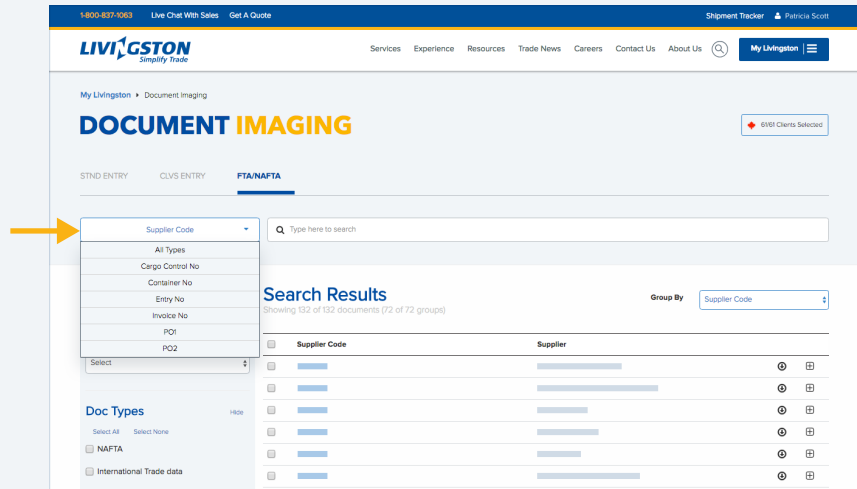 1-800-837-1063 Live Chat With Sales Get A Quote Shipment Tracker Patricia Scott
LIVINGSTON
Simplify Trade
Services Experience Resources Trade News Careers Contact Us About Us My Livingston
My Livingston Document Imaging
DOCUMENT IMAGING
61/61 Clients Selected
STND ENTRY CLVS ENTRY FTA/NAFTA
Supplier Code Type here to search
All Types
Cargo Control No
Container No
Entry No
Invoice No
PO1
PO2
Search Results
Showing 132 of 132 documents (72 of 72 groups)
Group By Supplier Code
Supplier Code Supplier
Select
Doc Types Hide
Select All Select None
NAFTA
International Trade data